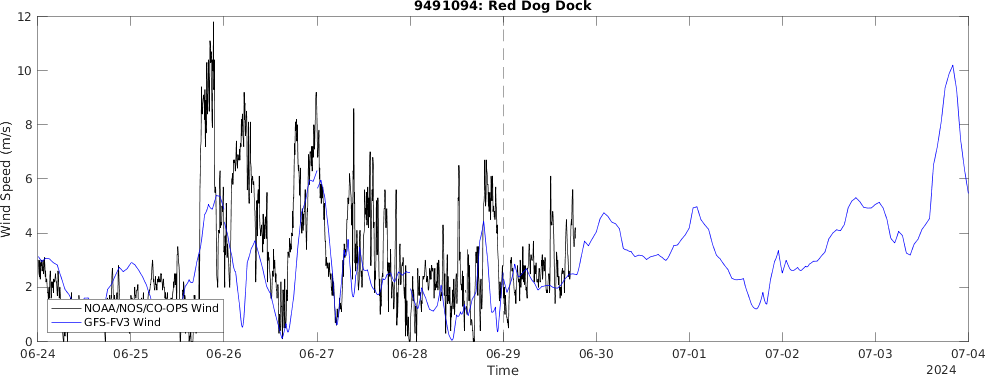 9491094: Red Dog Dock
Wind Speed (m/s)
12
10
8
6
4
2
0
NOAA/NOS/CO-OPS Wind
GFS-FV3 Wind
06-24 06-25 06-26 06-27 06-28 06-29 06-30 07-01 07-02 07-03 07-04
Time
2024